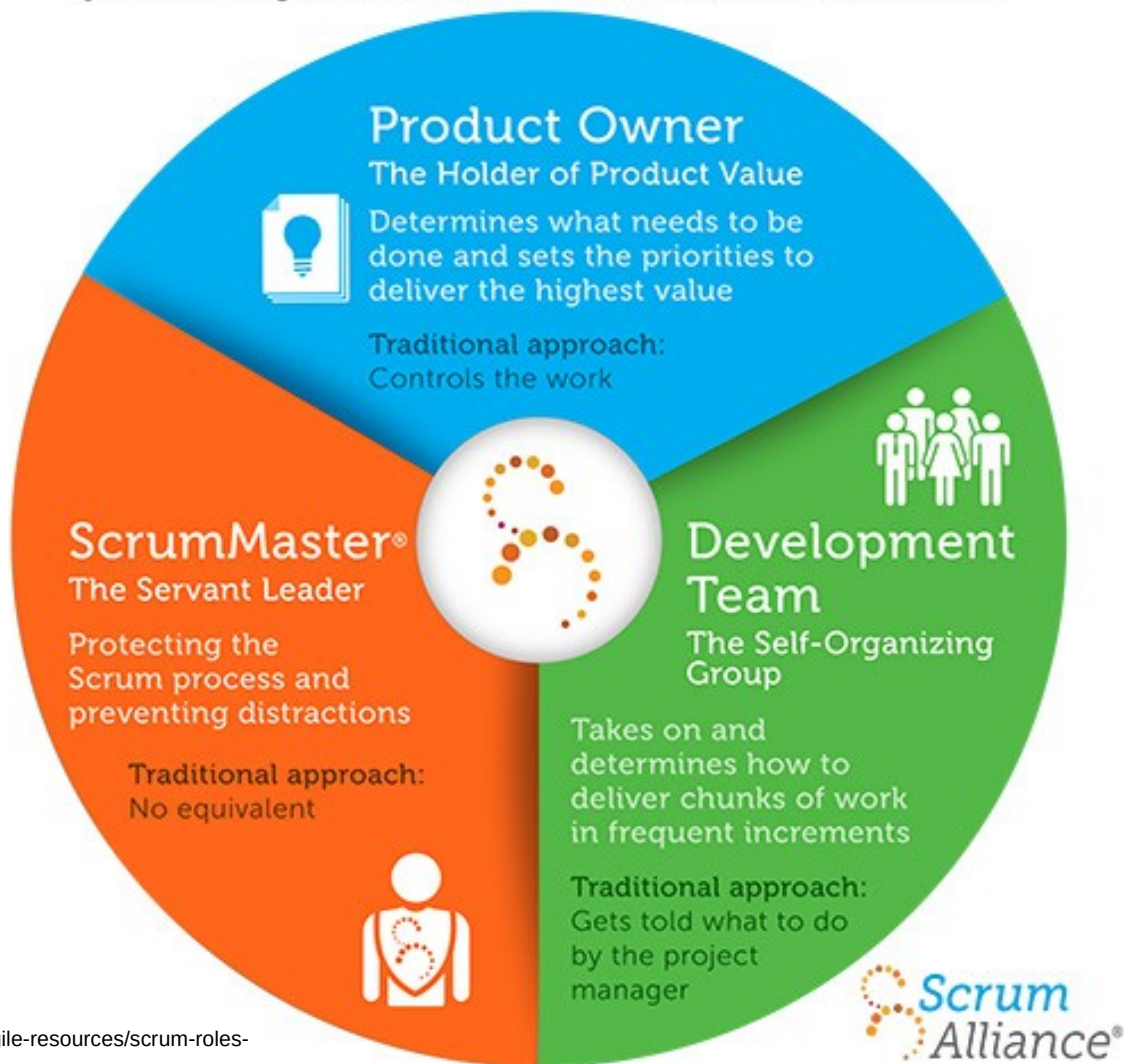 Product Owner
The Holder of Product Value
Determines what needs to be
done and sets the priorities to
deliver the highest value
Traditional approach:
Controls the work
ScrumMaster®
The Servant Leader
Protecting the
Scrum process and
preventing distractions
Traditional approach:
No equivalent
Development
Team
The Self-Organizing
Group
Takes on and
determines how to
deliver chunks of work
in frequent increments
Traditional approach:
Gets told what to do
by the project
manager
Scrum
Alliance®
gile-resources/scrum-roles-